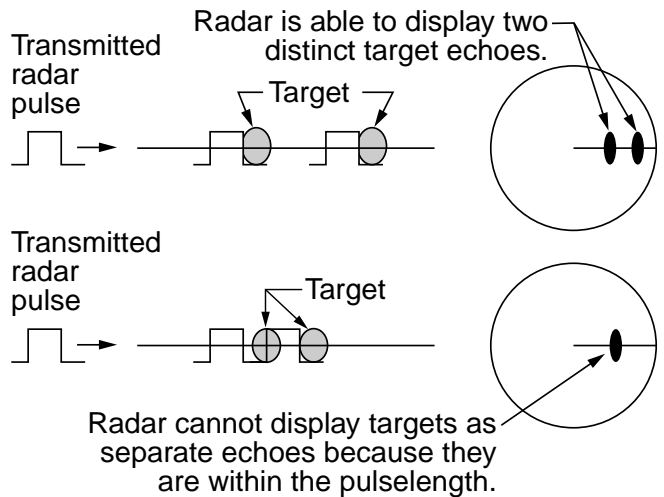 Radar is able to display two
distinct target echoes.
Transmitted
radar
pulse
Target
Transmitted
radar
pulse
Target
Radar cannot display targets as
separate echoes because they
are within the pulselength.